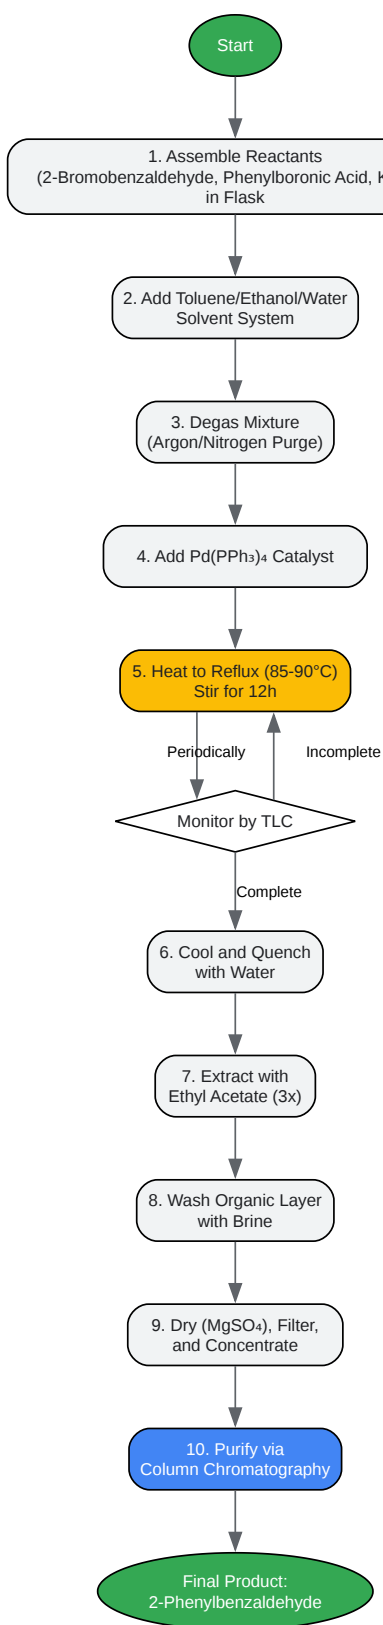 Start
1. Assemble Reactants
(2-Bromobenzaldehyde, Phenylboronic Acid,
in Flask
2. Add Toluene/Ethanol/Water
Solvent System
3. Degas Mixture
(Argon/Nitrogen Purge)
4. Add Pd(PPh₃)₄ Catalyst
5. Heat to Reflux (85-90°C)
Stir for 12h
Periodically
Incomplete
Monitor by TLC
Complete
6. Cool and Quench
with Water
7. Extract with
Ethyl Acetate (3x)
8. Wash Organic Layer
with Brine
9. Dry (MgSO₄), Filter,
and Concentrate
10. Purify via
Column Chromatography
Final Product:
2-Phenylbenzaldehyde